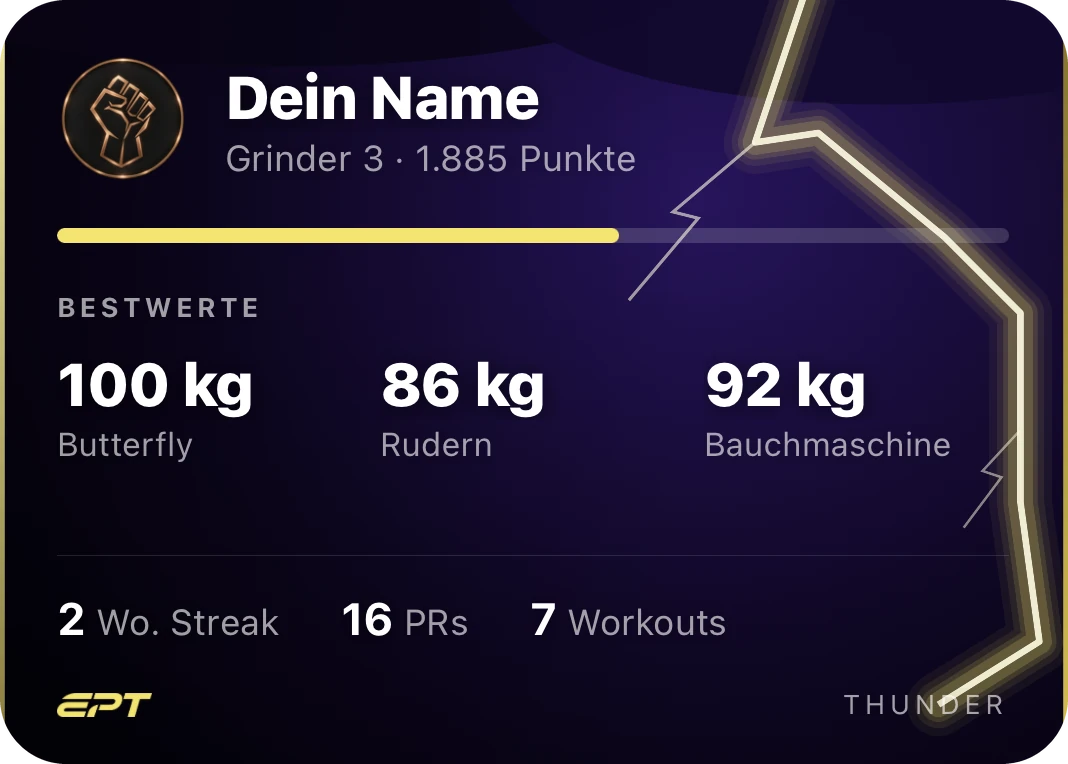 Dein Name
Grinder 3 · 1.885 Punkte
BESTWERTE
100 kg 86 kg 92 kg
Butterfly Rudern Bauchmaschine
2 Wo. Streak 16 PRs 7 Workouts
EPT THUNDER